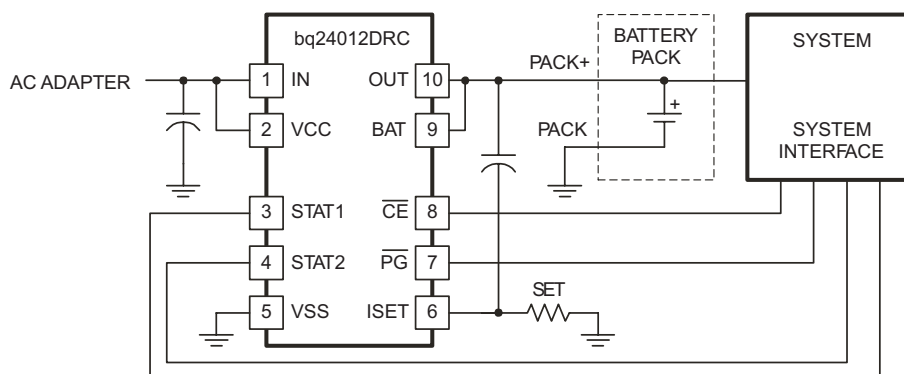 bq24012DRC
BATTERY
PACK
SYSTEM
AC ADAPTER
1 IN
OUT 10
PACK+
+
2 VCC
BAT 9
PACK
SYSTEM
INTERFACE
3 STAT1
CE 8
4 STAT2
PG 7
5 VSS
ISET 6
SET